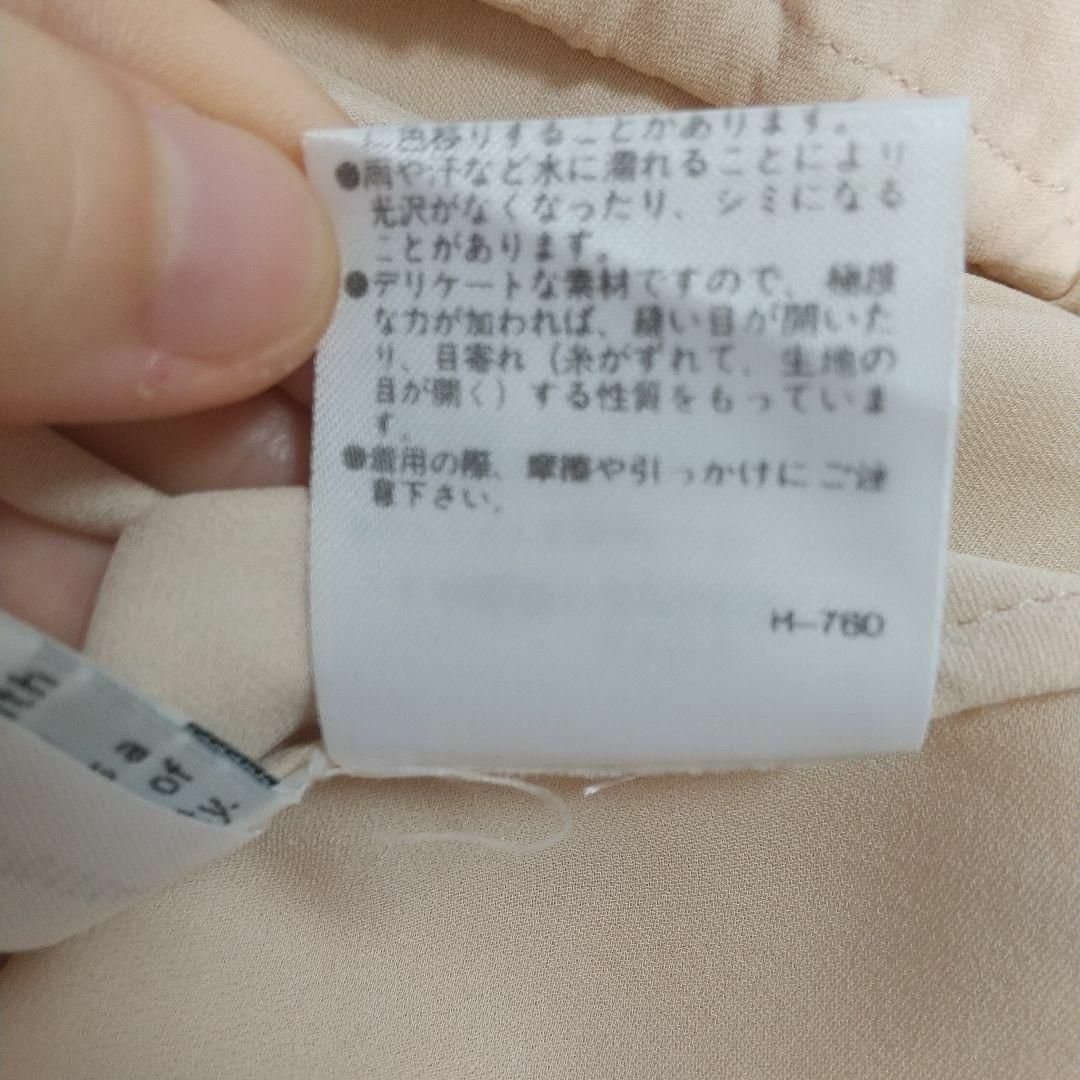 に色移りすることがあります。
●雨や汗など水に濡れることにより
光沢がなくなったり、シミになる
ことがあります。
●デリケートな素材ですので、極度
な力が加われば、縫い目が開いた
り、目寄れ（糸がずれて、生地の
目が開く）する性質をもっていま
す。
●着用の際、摩擦や引っかけにご注
意下さい。
H-760
a
of